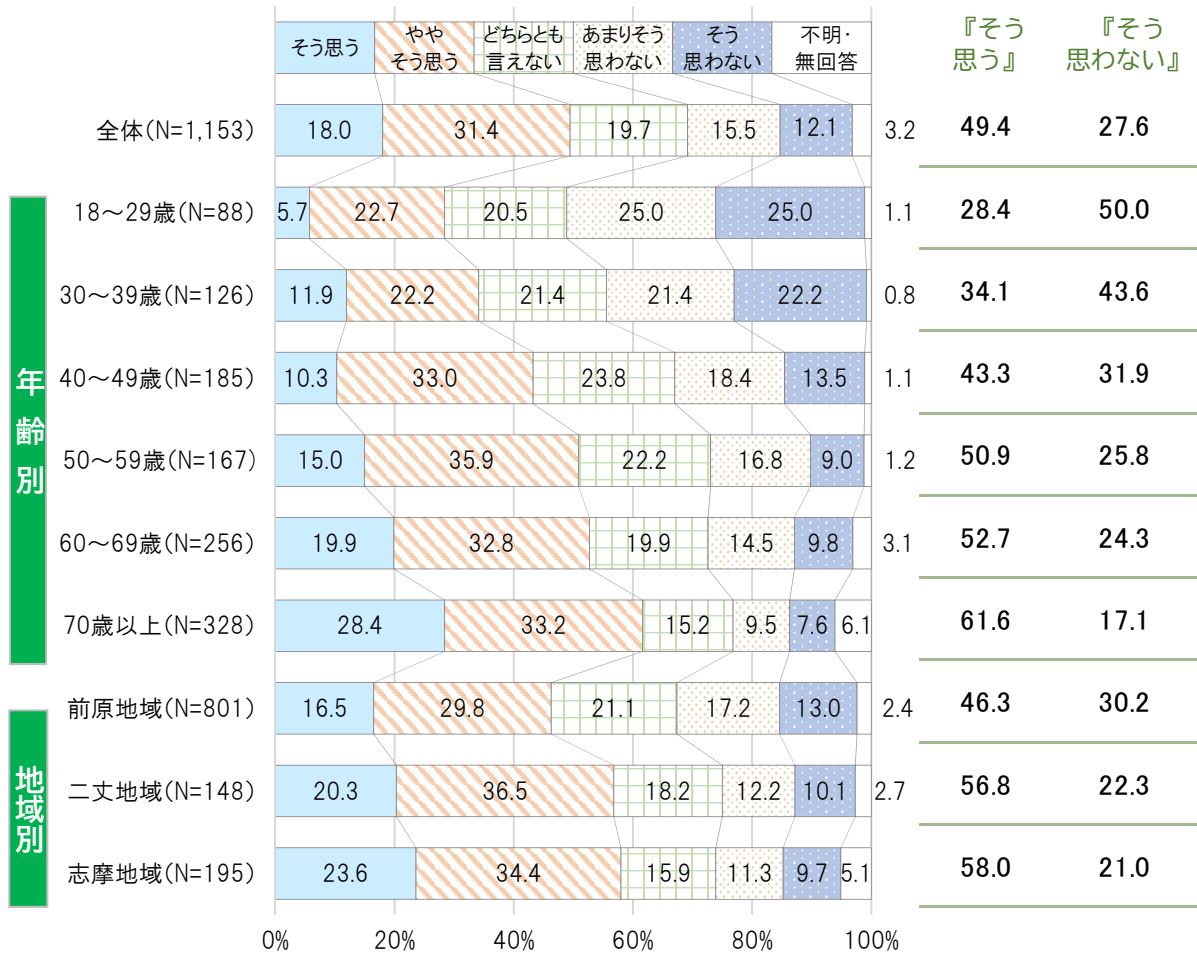 そう思う
やや
そう思う
どちらとも
言えない
あまりそう
思わない
そう
思わない
不明・
無回答
『そう
思う』
『そう
思わない』
全体(N=1,153) 18.0 31.4 19.7 15.5 12.1 3.2 49.4 27.6
年齢別
18～29歳(N=88) 5.7 22.7 20.5 25.0 25.0 1.1 28.4 50.0
30～39歳(N=126) 11.9 22.2 21.4 21.4 22.2 0.8 34.1 43.6
40～49歳(N=185) 10.3 33.0 23.8 18.4 13.5 1.1 43.3 31.9
50～59歳(N=167) 15.0 35.9 22.2 16.8 9.0 1.2 50.9 25.8
60～69歳(N=256) 19.9 32.8 19.9 14.5 9.8 3.1 52.7 24.3
70歳以上(N=328) 28.4 33.2 15.2 9.5 7.6 6.1 61.6 17.1
地域別
前原地域(N=801) 16.5 29.8 21.1 17.2 13.0 2.4 46.3 30.2
二丈地域(N=148) 20.3 36.5 18.2 12.2 10.1 2.7 56.8 22.3
志摩地域(N=195) 23.6 34.4 15.9 11.3 9.7 5.1 58.0 21.0
0% 20% 40% 60% 80% 100%